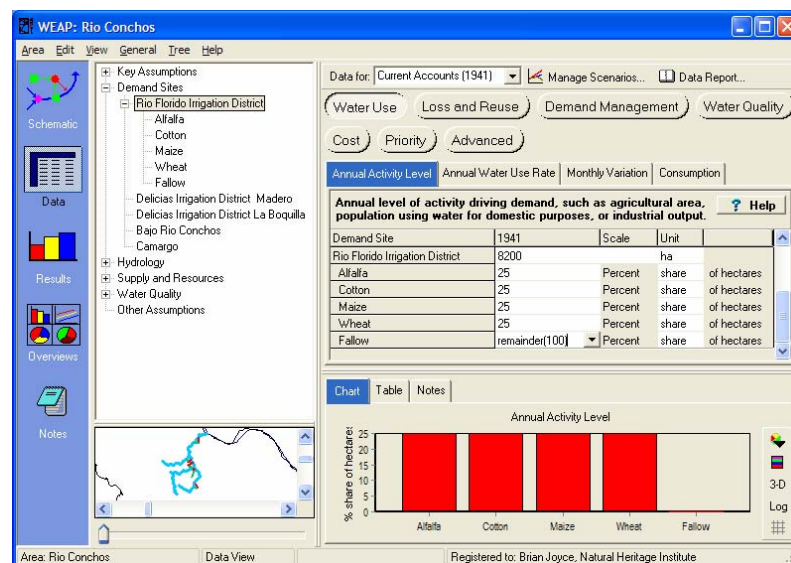 WEAP: Rio Conchos
Area Edit View General Tree Help
Schematic
Data
Results
Overviews
Notes
Key Assumptions
Demand Sites
Rio Florido Irrigation District
Alfalfa
Cotton
Maize
Wheat
Fallow
Delicias Irrigation District Madero
Delicias Irrigation District La Boquilla
Bajo Rio Conchos
Camargo
Hydrology
Supply and Resources
Water Quality
Other Assumptions
Data for: Current Accounts (1941) Manage Scenarios... Data Report...
Water Use Loss and Reuse Demand Management Water Quality
Cost Priority Advanced
Annual Activity Level Annual Water Use Rate Monthly Variation Consumption
Annual level of activity driving demand, such as agricultural area,
population using water for domestic purposes, or industrial output.
? Help
Demand Site 1941 Scale Unit
Rio Florido Irrigation District 8200 ha
Alfalfa 25 Percent share of hectares
Cotton 25 Percent share of hectares
Maize 25 Percent share of hectares
Wheat 25 Percent share of hectares
Fallow remainder(100) Percent share of hectares
Chart Table Notes
Annual Activity Level
% share of hectares
25
20
15
10
5
0
Alfalfa Cotton Maize Wheat Fallow
3-D
Log
Area: Rio Conchos Data View Registered to: Brian Joyce, Natural Heritage Institute